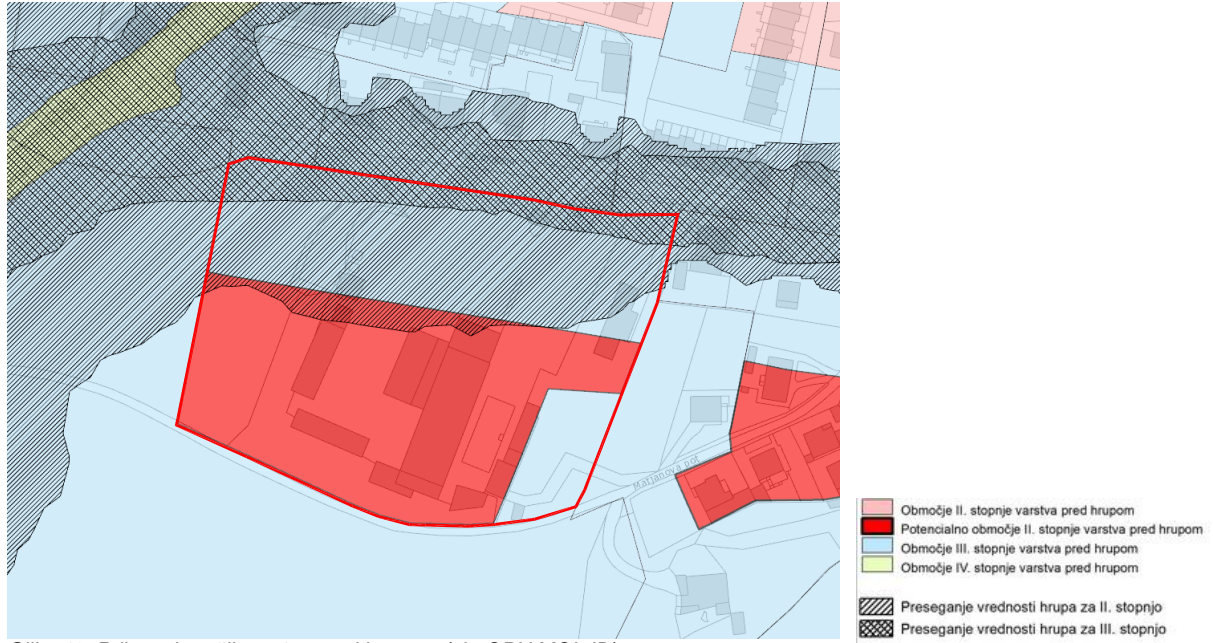 Marjanova pot
Območje II. stopnje varstva pred hrupom
Potencialno območje II. stopnje varstva pred hrupom
Območje III. stopnje varstva pred hrupom
Območje IV. stopnje varstva pred hrupom
Preseganje vrednosti hrupa za II. stopnjo
Preseganje vrednosti hrupa za III. stopnjo